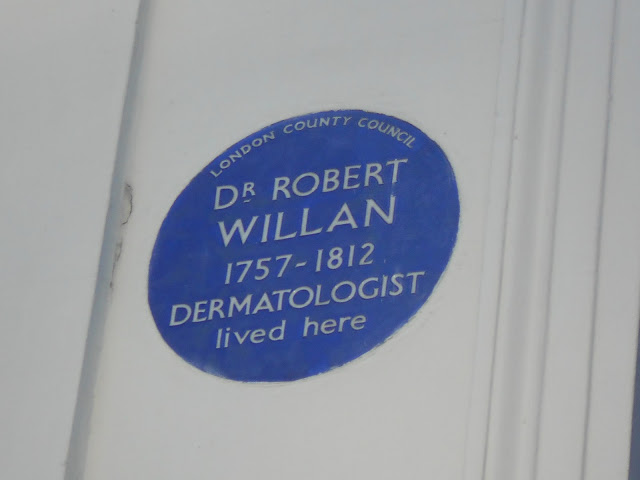 LONDON COUNTY COUNCIL
DR ROBERT
WILLAN
1757-1812
DERMATOLOGIST
lived here